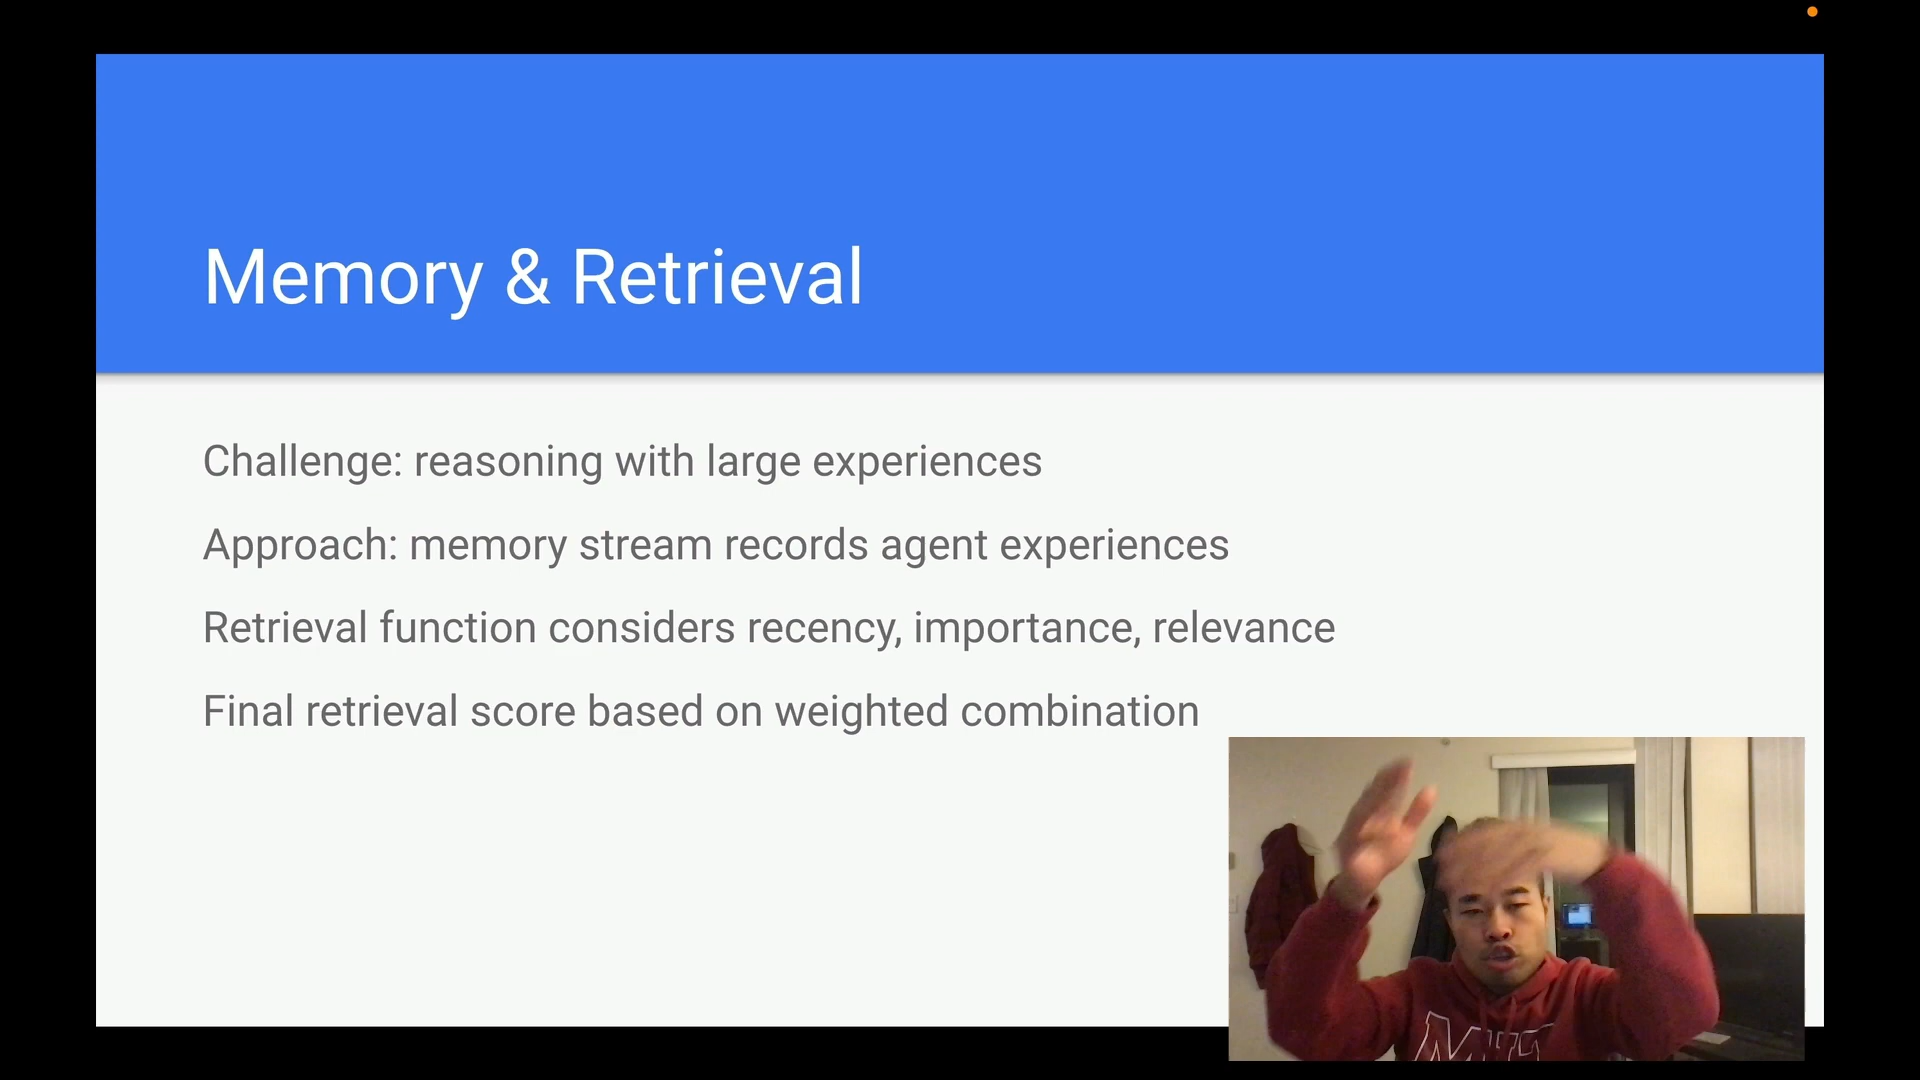 Memory & Retrieval
Challenge: reasoning with large experiences
Approach: memory stream records agent experiences
Retrieval function considers recency, importance, relevance
Final retrieval score based on weighted combination